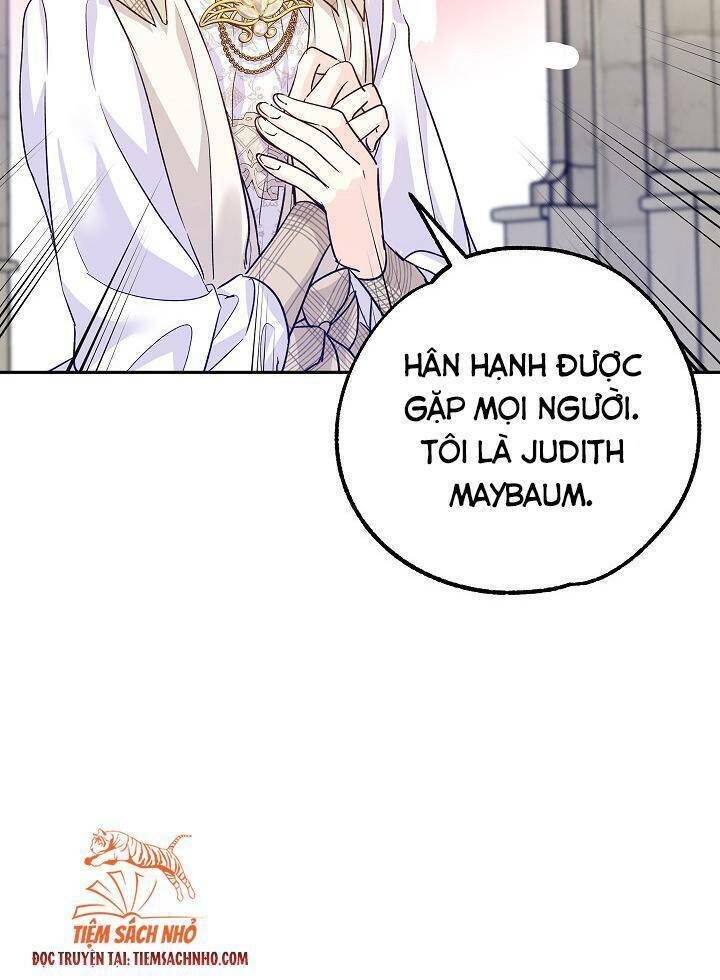 HÂN HẠNH ĐƯỢC
GẶP MỌI NGƯỜI.
TÔI LÀ JUDITH
MAYBAUM.
TIỆM SÁCH NHỎ
ĐỌC TRUYỆN TẠI: TIEMSACHNHO.COM